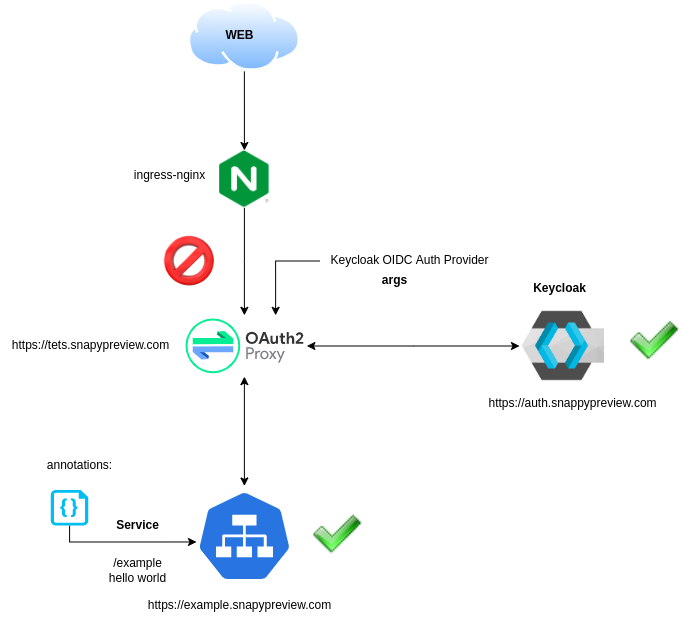 WEB
ingress-nginx
N
Keycloak OIDC Auth Provider
args
Keycloak
https://tets.snapypreview.com
OAuth2
Proxy
https://auth.snappypreview.com
annotations:
{}
Service
/example
hello world
https://example.snapypreview.com